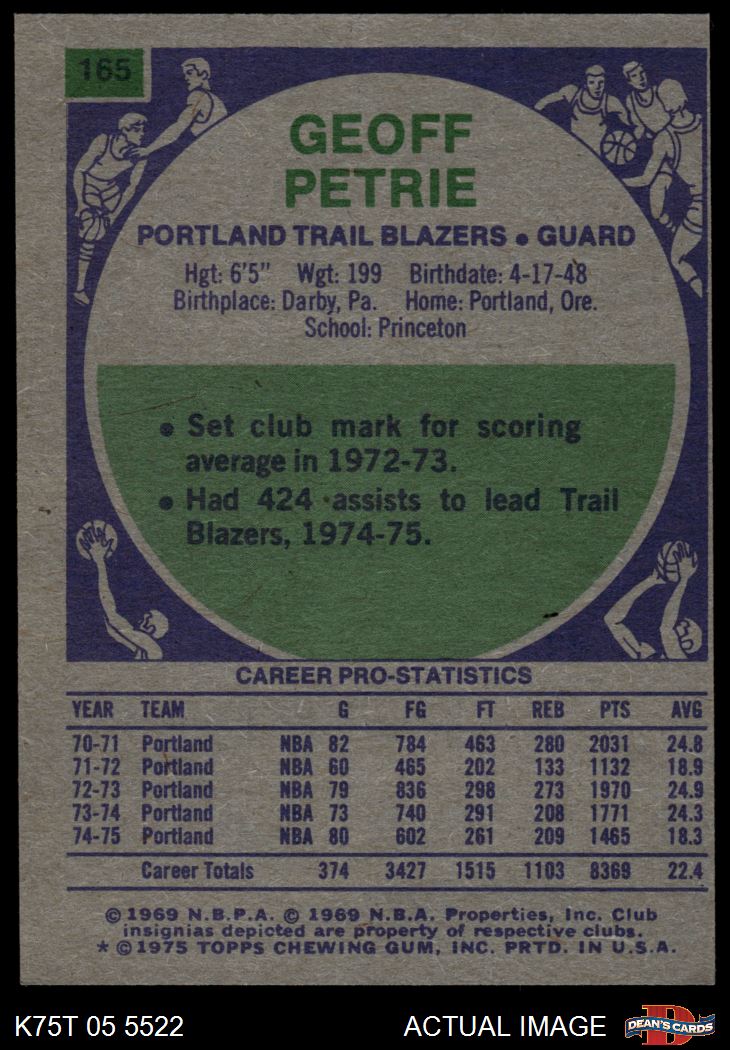 165
GEOFF
PETRIE
PORTLAND TRAIL BLAZERS • GUARD
Hgt: 6'5" Wgt: 199 Birthdate: 4-17-48
Birthplace: Darby, Pa. Home: Portland, Ore.
School: Princeton
• Set club mark for scoring
average in 1972-73.
• Had 424 assists to lead Trail
Blazers, 1974-75.
CAREER PRO-STATISTICS
YEAR TEAM G FG FT REB PTS AVG
70-71 Portland NBA 82 784 463 280 2031 24.8
71-72 Portland NBA 60 465 202 133 1132 18.9
72-73 Portland NBA 79 836 298 273 1970 24.9
73-74 Portland NBA 73 740 291 208 1771 24.3
74-75 Portland NBA 80 602 261 209 1465 18.3
Career Totals 374 3427 1515 1103 8369 22.4
© 1969 N.B.P.A. © 1969 N.B.A. Properties, Inc. Club
insignias depicted are property of respective clubs.
* © 1975 TOPPS CHEWING GUM, INC. PRTD. IN U.S.A.
K75T 05 5522 ACTUAL IMAGE
D
DEAN'S CARDS